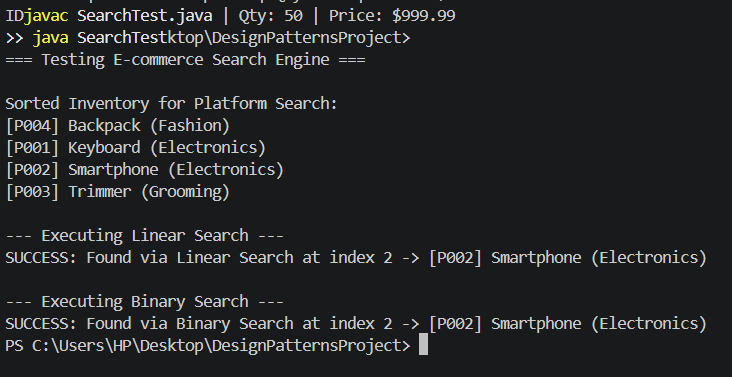 IDjavac SearchTest.java | Qty: 50 | Price: $999.99
>> java SearchTestktop\DesignPatternsProject>
=== Testing E-commerce Search Engine ===
Sorted Inventory for Platform Search:
[P004] Backpack (Fashion)
[P001] Keyboard (Electronics)
[P002] Smartphone (Electronics)
[P003] Trimmer (Grooming)
--- Executing Linear Search ---
SUCCESS: Found via Linear Search at index 2 -> [P002] Smartphone (Electronics)
--- Executing Binary Search ---
SUCCESS: Found via Binary Search at index 2 -> [P002] Smartphone (Electronics)
PS C:\Users\HP\Desktop\DesignPatternsProject>